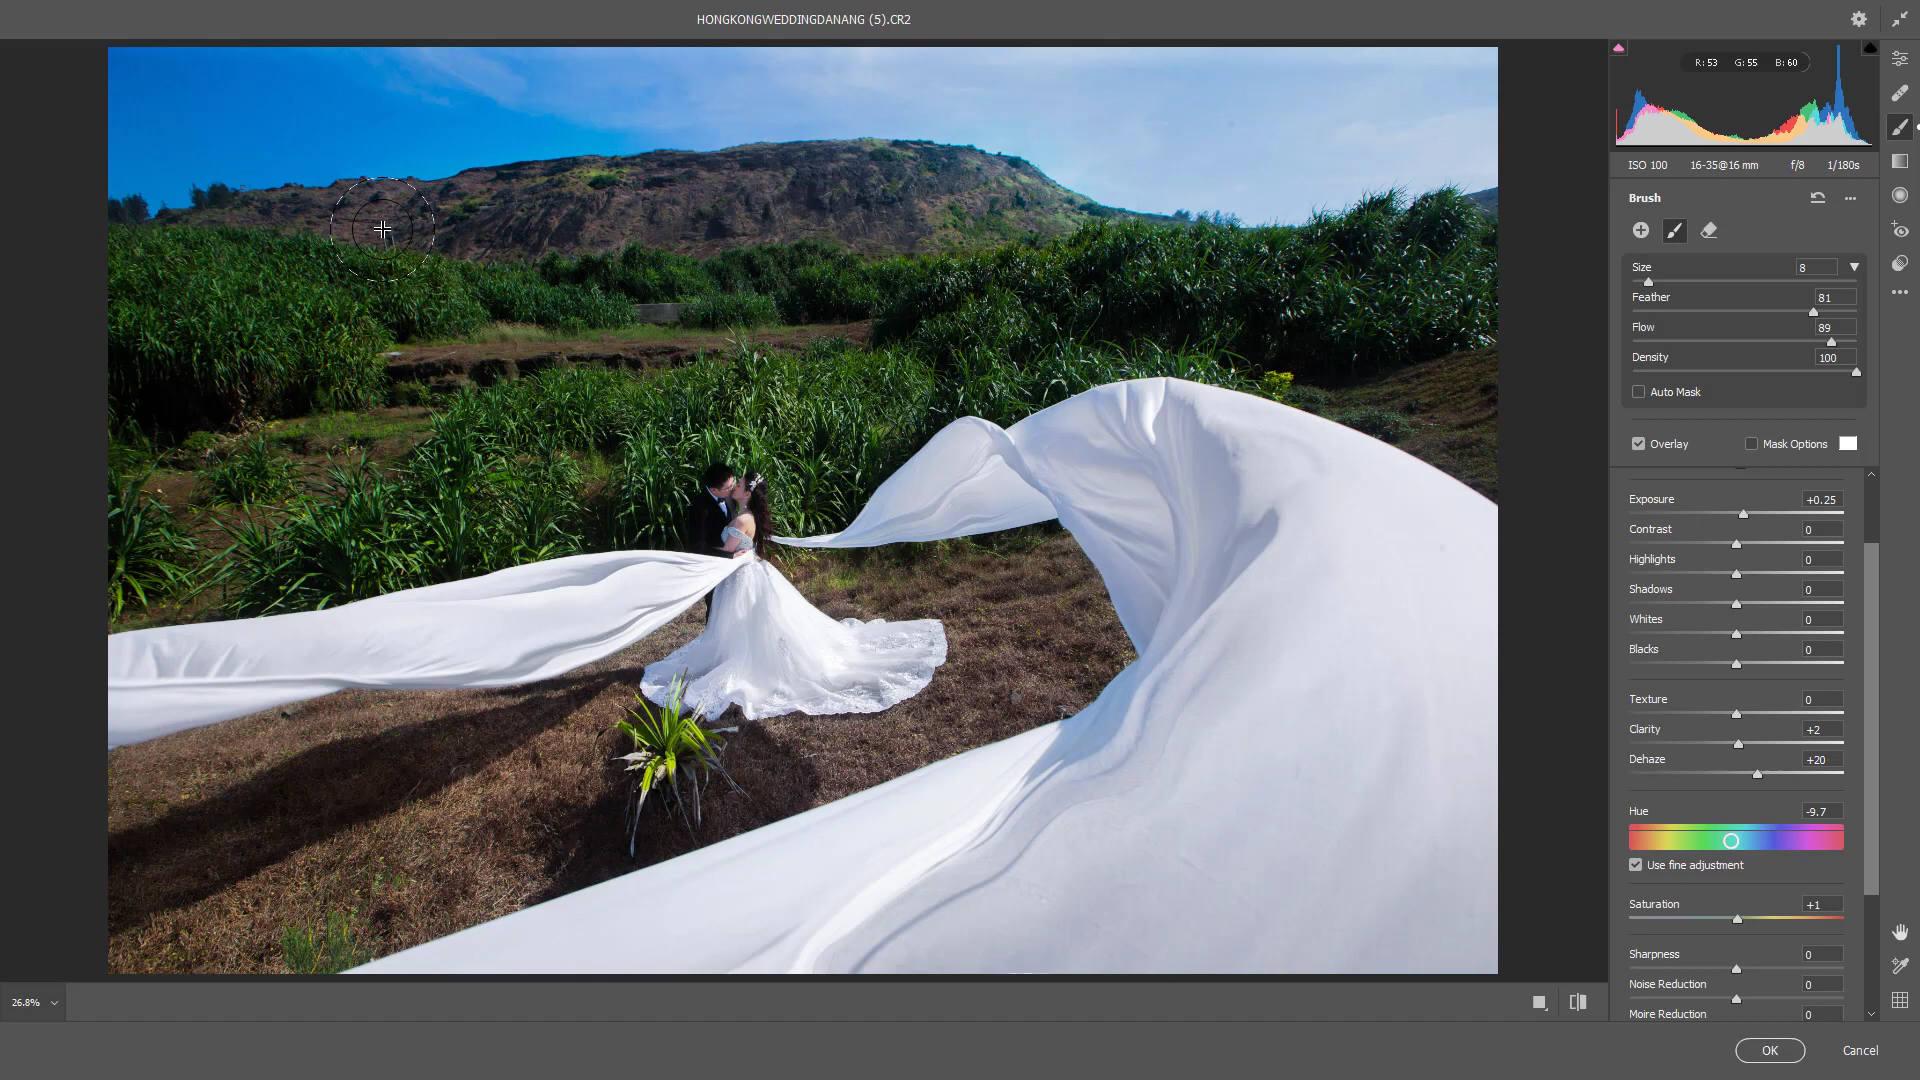 HONGKONGWEDDINGDANANG (5).CR2
R: 53 G: 55 B: 60
ISO 100 16-35@16 mm f/8 1/180s
Brush
Size 8
Feather 81
Flow 89
Density 100
Auto Mask
Overlay Mask Options
Exposure +0.25
Contrast 0
Highlights 0
Shadows 0
Whites 0
Blacks 0
Texture 0
Clarity +2
Dehaze +20
Hue -9.7
Use fine adjustment
Saturation +1
Sharpness 0
Noise Reduction 0
Moire Reduction 0
26.8%
OK Cancel